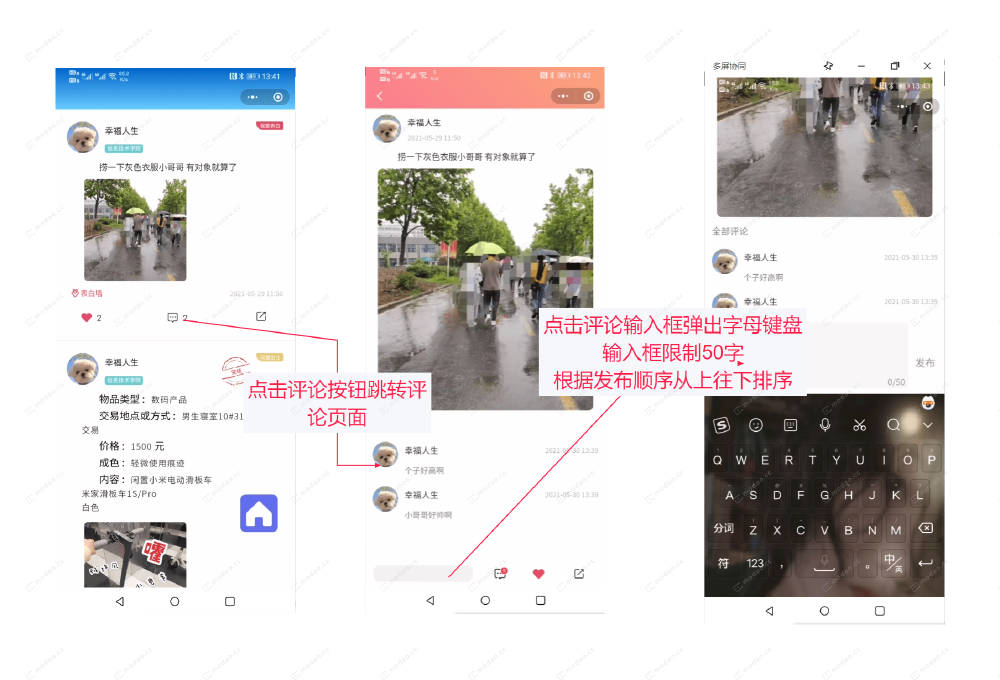 13:41
幸福人生
信息技术学院
捞一下灰色衣服小哥哥 有对象就算了
表白墙
2021-05-29 11:50
2
2
幸福人生
信息技术学院
物品类型：数码产品
交易地点或方式：男生寝室10#31
交易
价格：1500 元
成色：轻微使用痕迹
内容：闲置小米电动滑板车
米家滑板车1S/Pro
白色
点击评论按钮跳转评
论页面
13:42
幸福人生
2021-05-29 11:50
捞一下灰色衣服小哥哥 有对象就算了
幸福人生
2021-05-30 13:39
个子好高啊
幸福人生
2021-05-30 13:39
小哥哥好帅啊
点击评论输入框弹出字母键盘
输入框限制50字
根据发布顺序从上往下排序
多屏协同
13:43
全部评论
幸福人生
2021-05-30 13:39
个子好高啊
幸福人生
2021-05-30 13:39
发布
0/50
Q W E R T Y U I O P
A S D F G H J K L
分词 Z X C V B N M
符 123 ， 。 中/英
modao.cc